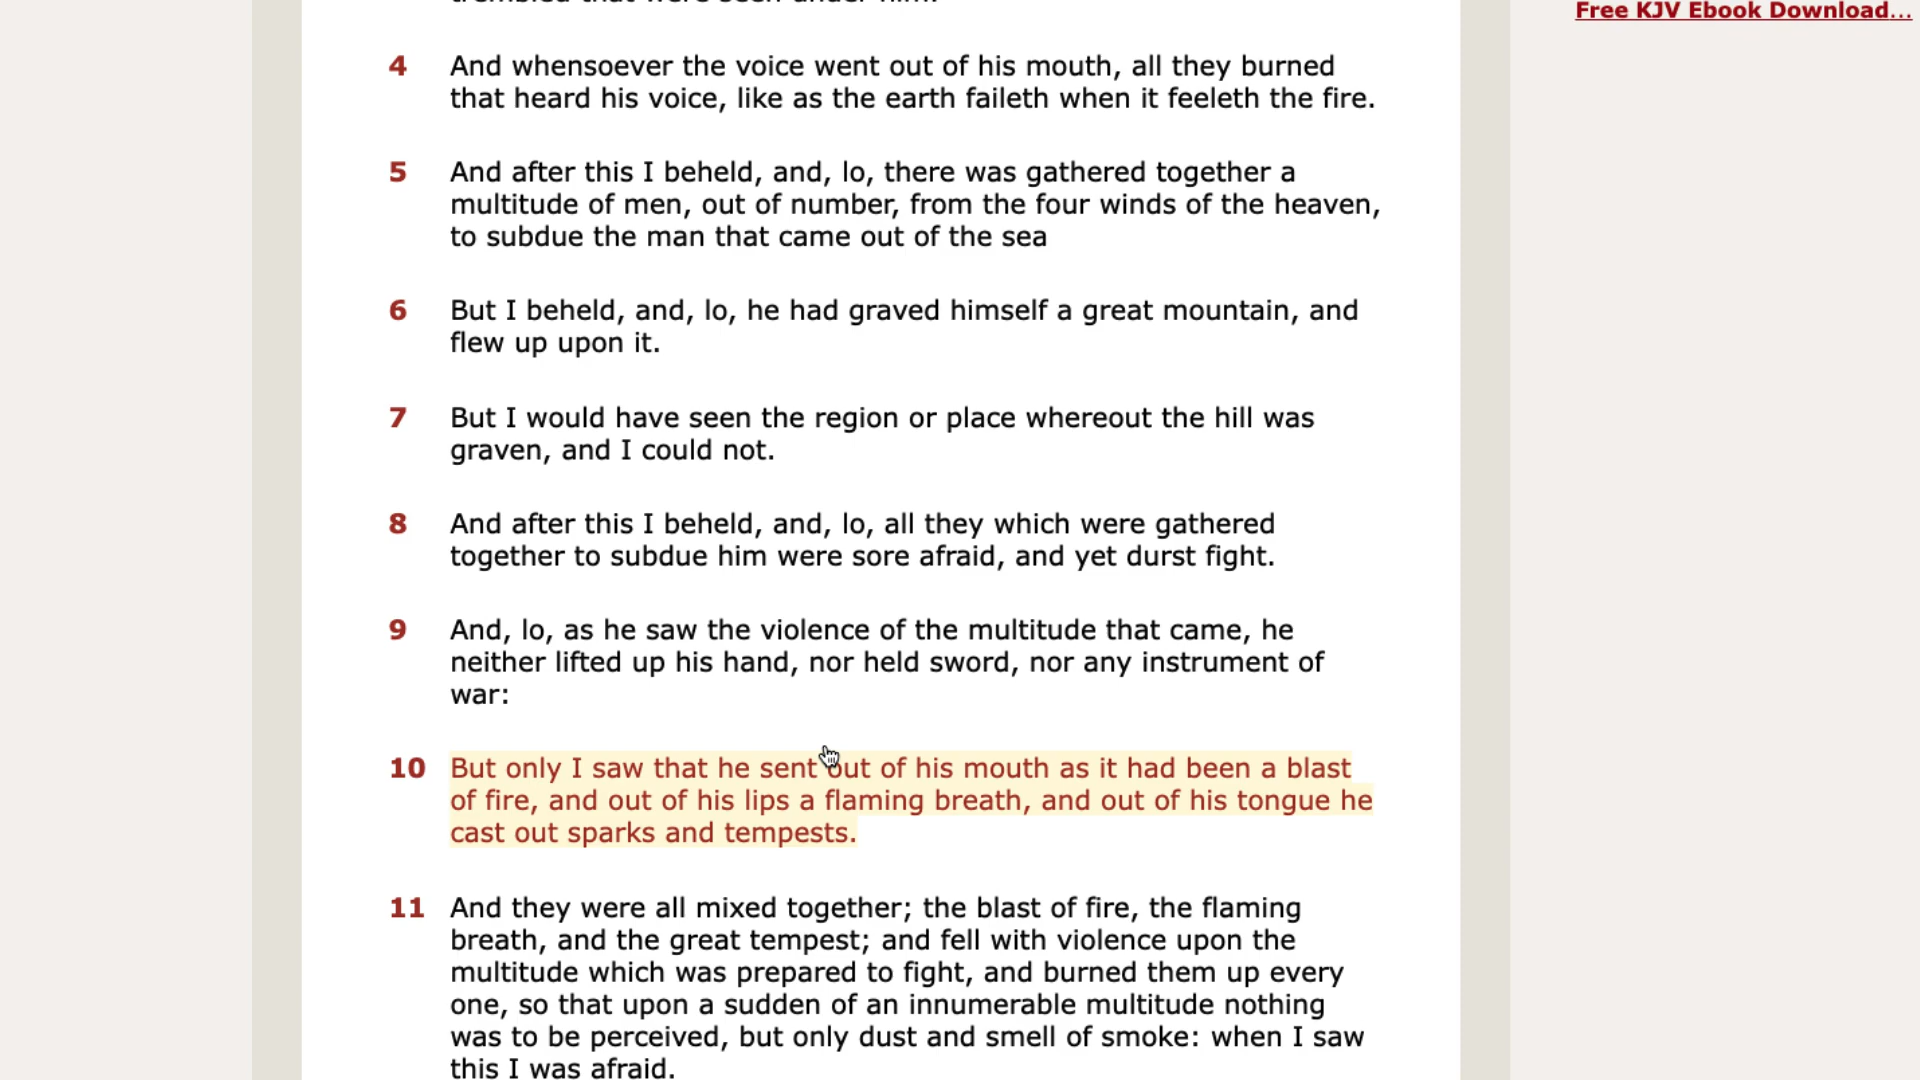 trembled that were seen under him.
Free KJV Ebook Download...
4 And whensoever the voice went out of his mouth, all they burned
that heard his voice, like as the earth faileth when it feeleth the fire.
5 And after this I beheld, and, lo, there was gathered together a
multitude of men, out of number, from the four winds of the heaven,
to subdue the man that came out of the sea
6 But I beheld, and, lo, he had graved himself a great mountain, and
flew up upon it.
7 But I would have seen the region or place whereout the hill was
graven, and I could not.
8 And after this I beheld, and, lo, all they which were gathered
together to subdue him were sore afraid, and yet durst fight.
9 And, lo, as he saw the violence of the multitude that came, he
neither lifted up his hand, nor held sword, nor any instrument of
war:
10 But only I saw that he sent out of his mouth as it had been a blast
of fire, and out of his lips a flaming breath, and out of his tongue he
cast out sparks and tempests.
11 And they were all mixed together; the blast of fire, the flaming
breath, and the great tempest; and fell with violence upon the
multitude which was prepared to fight, and burned them up every
one, so that upon a sudden of an innumerable multitude nothing
was to be perceived, but only dust and smell of smoke: when I saw
this I was afraid.